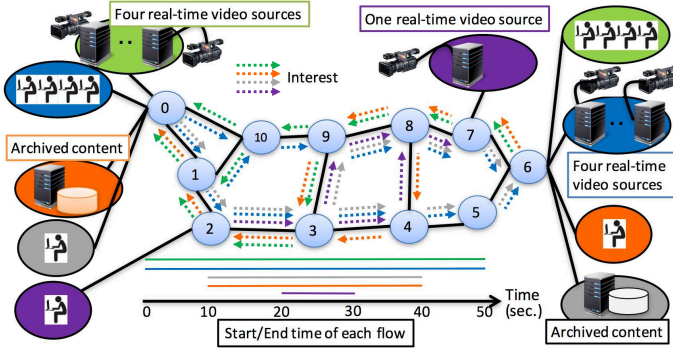 Four real-time video sources
One real-time video source
Interest
Archived content
0
10
9
8
7
1
6
2
3
4
5
Four real-time
video sources
0 10 20 30 40 50
Time
(sec.)
Start/End time of each flow
Archived content